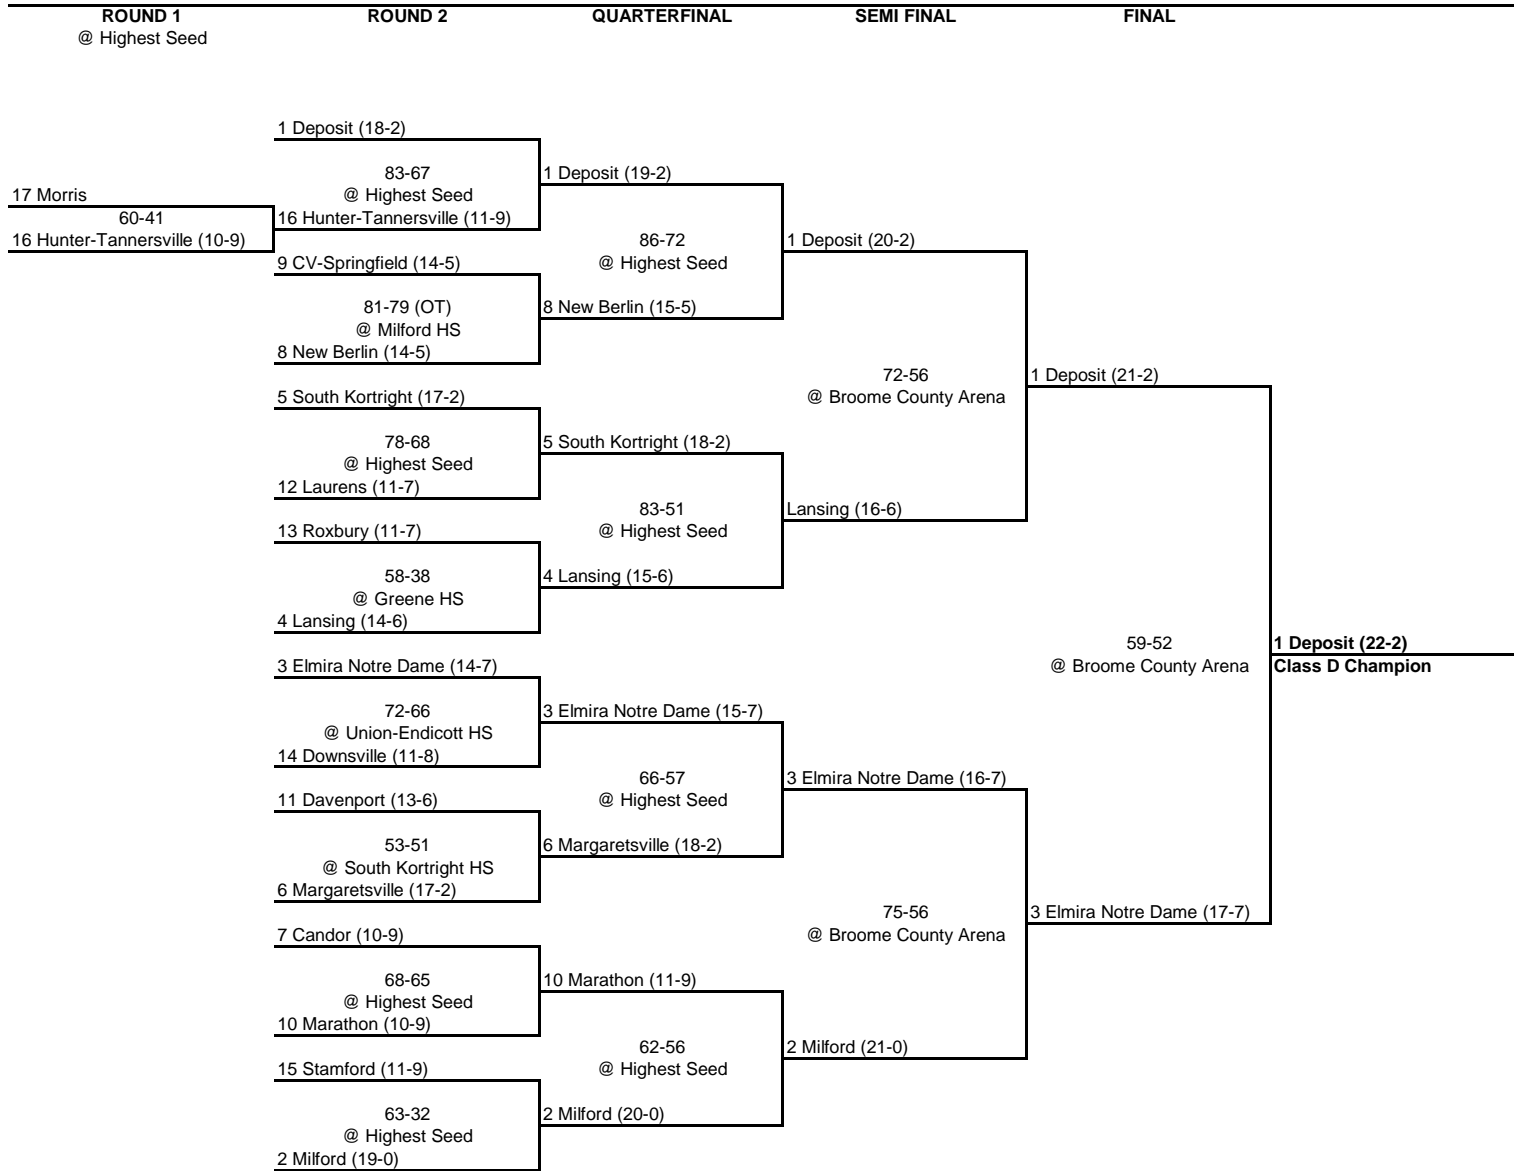 ROUND 1
@ Highest Seed
ROUND 2
QUARTERFINAL
SEMI FINAL
FINAL
17 Morris
60-41
16 Hunter-Tannersville (10-9)
1 Deposit (18-2)
83-67
@ Highest Seed
16 Hunter-Tannersville (11-9)
9 CV-Springfield (14-5)
81-79 (OT)
@ Milford HS
8 New Berlin (14-5)
5 South Kortright (17-2)
78-68
@ Highest Seed
12 Laurens (11-7)
13 Roxbury (11-7)
58-38
@ Greene HS
4 Lansing (14-6)
3 Elmira Notre Dame (14-7)
72-66
@ Union-Endicott HS
14 Downsville (11-8)
11 Davenport (13-6)
53-51
@ South Kortright HS
6 Margaretsville (17-2)
7 Candor (10-9)
68-65
@ Highest Seed
10 Marathon (10-9)
15 Stamford (11-9)
63-32
@ Highest Seed
2 Milford (19-0)
1 Deposit (19-2)
86-72
@ Highest Seed
8 New Berlin (15-5)
5 South Kortright (18-2)
83-51
@ Highest Seed
4 Lansing (15-6)
3 Elmira Notre Dame (15-7)
66-57
@ Highest Seed
6 Margaretsville (18-2)
10 Marathon (11-9)
62-56
@ Highest Seed
2 Milford (20-0)
1 Deposit (20-2)
72-56
@ Broome County Arena
Lansing (16-6)
3 Elmira Notre Dame (16-7)
75-56
@ Broome County Arena
2 Milford (21-0)
1 Deposit (21-2)
59-52
@ Broome County Arena
3 Elmira Notre Dame (17-7)
1 Deposit (22-2)
Class D Champion